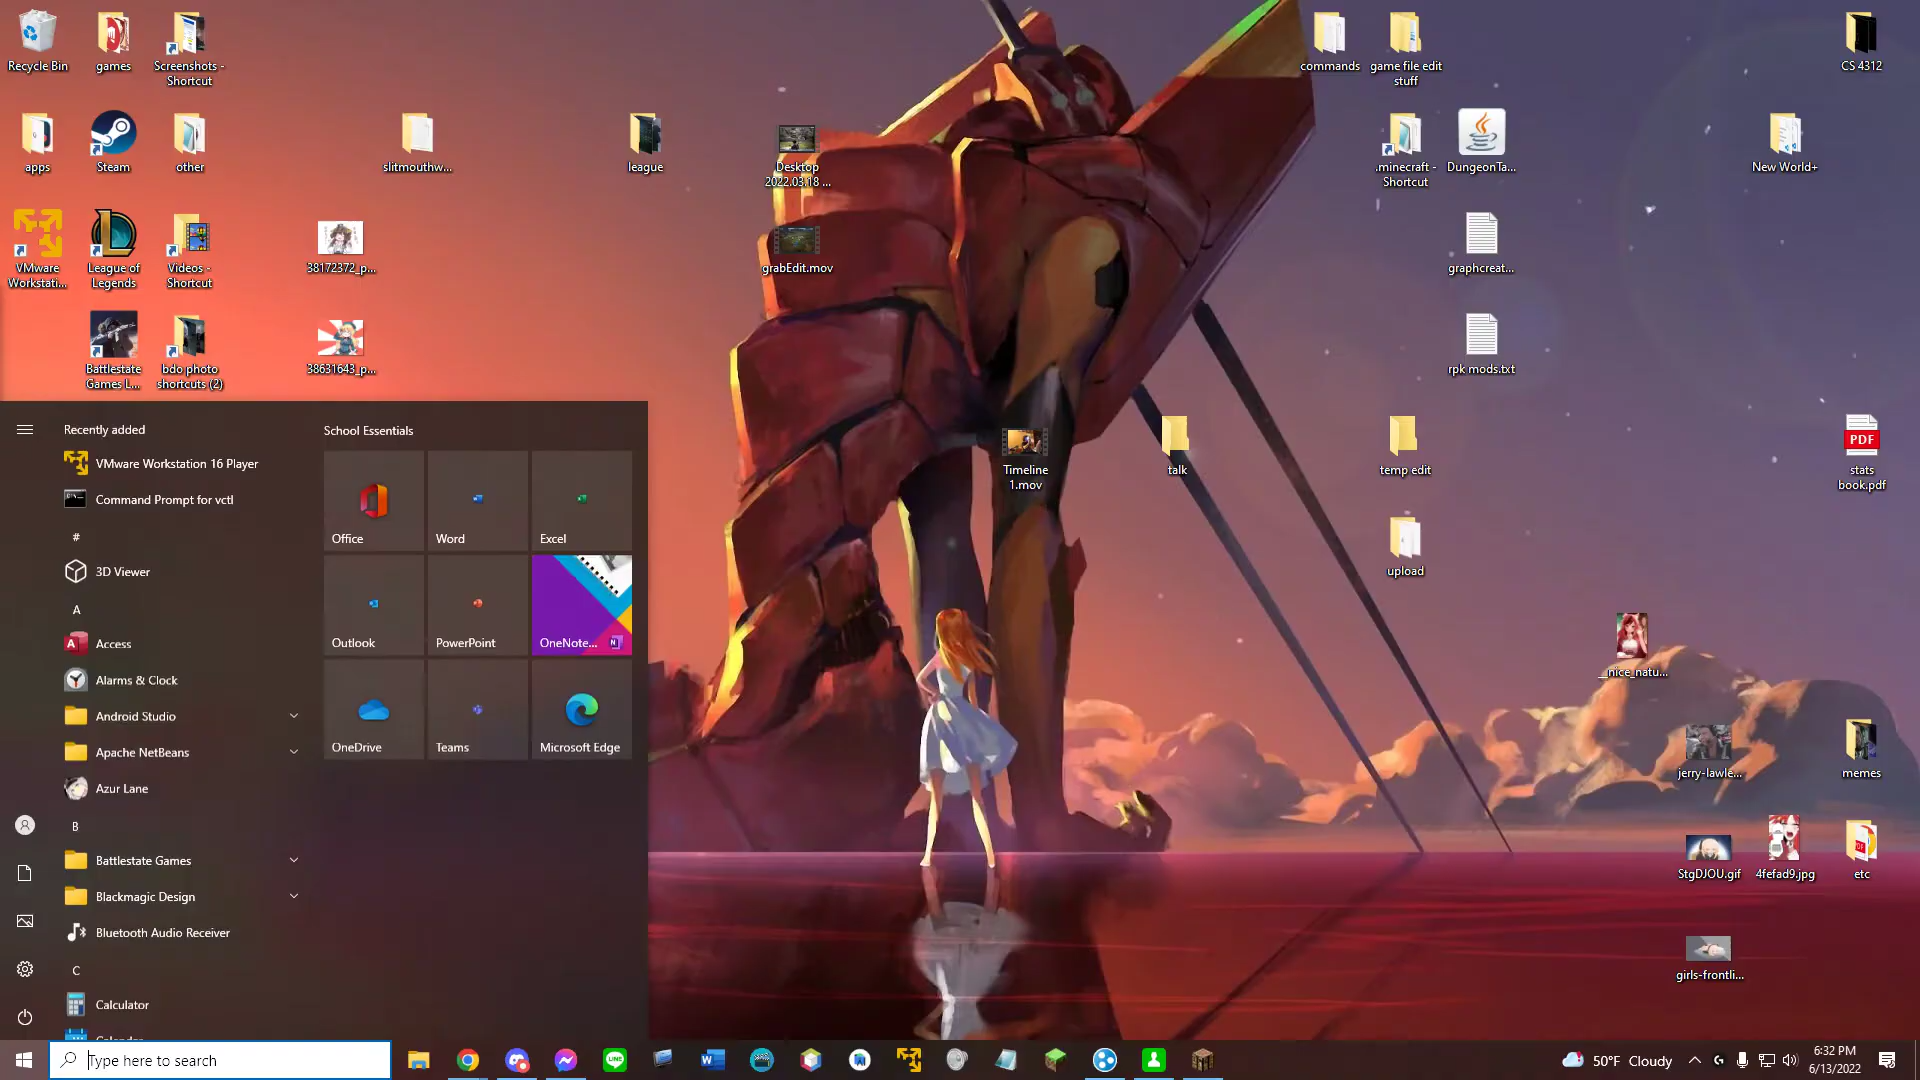 Recycle Bin
games
Screenshots -
Shortcut
commands
game file edit
stuff
CS 4312
apps
Steam
other
slitmouthw...
league
Desktop
2022.03.18 ...
.minecraft -
Shortcut
DungeonTa...
New World+
VMware
Workstati...
League of
Legends
Videos -
Shortcut
38172372_p...
grabEdit.mov
graphcreat...
Battlestate
Games L...
bdo photo
shortcuts (2)
38631643_p...
rpk mods.txt
Timeline
1.mov
talk
temp edit
PDF
stats
book.pdf
upload
__nice_natu...
jerry-lawle...
memes
StgDJOU.gif
4fefad9.jpg
etc
girls-frontli...
Recently added
VMware Workstation 16 Player
Command Prompt for vctl
#
3D Viewer
A
Access
Alarms & Clock
Android Studio
Apache NetBeans
Azur Lane
B
Battlestate Games
Blackmagic Design
Bluetooth Audio Receiver
C
Calculator
Calendar
School Essentials
Office
Word
Excel
Outlook
PowerPoint
OneNote...
OneDrive
Teams
Microsoft Edge
Type here to search
50°F Cloudy
6:32 PM
6/13/2022